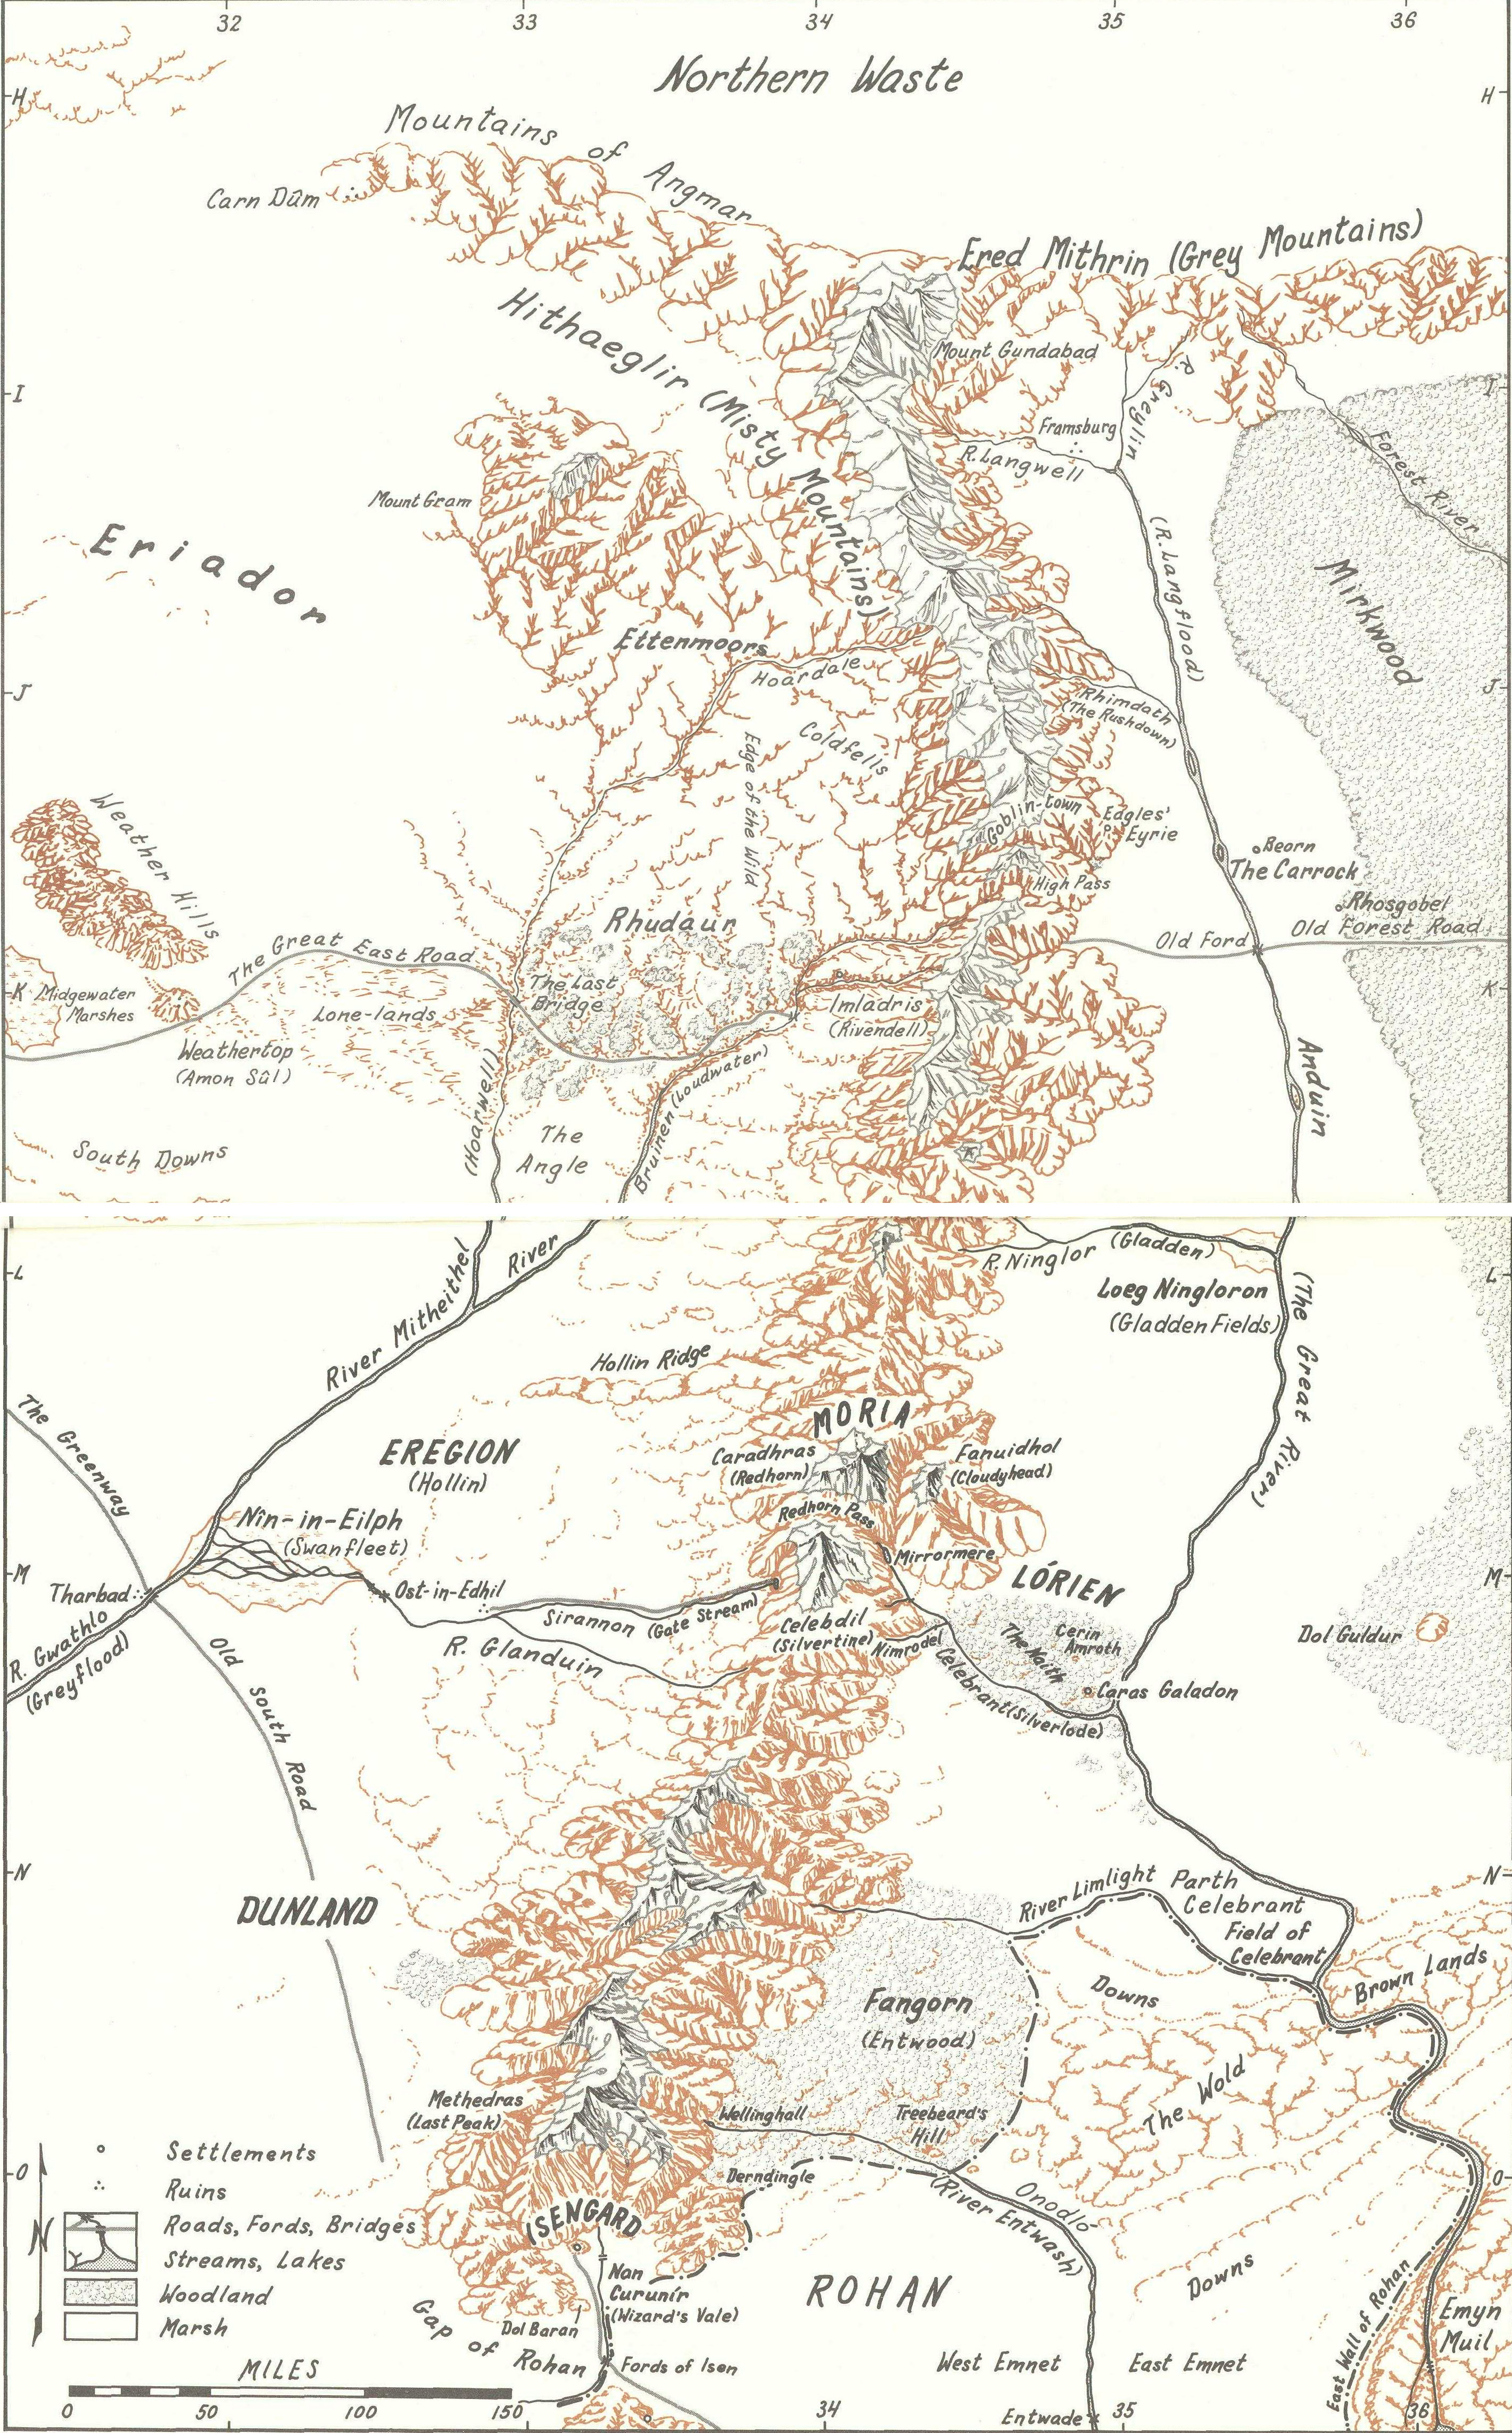 32 33 34 35 36
Northern Waste
H H
Mountains of Angmar
Carn Dûm
Ered Mithrin (Grey Mountains)
Hithaeglir (Misty Mountains)
Mount Gundabad
R. Greylin
I I
Framsburg
R. Langwell
Forest River
Mount Gram
Eriador
(R. Langflood)
Mirkwood
Ettenmoors
Hoardale
J J
Rhimdath
(The Rushdown)
Coldfells
Edge of the Wild
Weather Hills
Goblin-town
Eagles'
Eyrie
Beorn
The Carrock
High Pass
Rhosgobel
Rhudaur
The Great East Road
Old Ford
Old Forest Road
The Last
Bridge
K K
Midgewater
Marshes
Lone-lands
Imladris
(Rivendell)
Weathertop
(Amon Sûl)
Bruinen (Loudwater)
(Hoarwell)
Anduin
The
Angle
South Downs
River Mitheithel
River
R. Ninglor (Gladden)
L L
Loeg Ningloron
(Gladden Fields)
(The Great River)
Hollin Ridge
The Greenway
MORIA
EREGION
(Hollin)
Caradhras
(Redhorn)
Fanuidhol
(Cloudyhead)
Redhorn Pass
Nîn-in-Eilph
(Swanfleet)
Mirrormere
M M
Tharbad
Ost-in-Edhil
LÓRIEN
Sirannon (Gate Stream)
Celebdil
(Silvertine)
Nimrodel
The Naith
Cerin
Amroth
Dol Guldur
R. Gwathlo
(Greyflood)
Old South Road
R. Glanduin
Celebrant (Silverlode)
Caras Galadon
N N
DUNLAND
River Limlight
Parth
Celebrant
Field of
Celebrant
Brown Lands
Downs
Fangorn
(Entwood)
The Wold
Methedras
(Last Peak)
Wellinghall
Treebeard's
Hill
Derndingle
O O
Onodló
(River Entwash)
ISENGARD
Nan
Curunír
(Wizard's Vale)
Dol Baran
Gap of Rohan
Fords of Isen
ROHAN
Downs
East Wall of Rohan
Emyn
Muil
West Emnet
East Emnet
Entwade
N
Settlements
Ruins
Roads, Fords, Bridges
Streams, Lakes
Woodland
Marsh
MILES
0 50 100 150
34 35 36